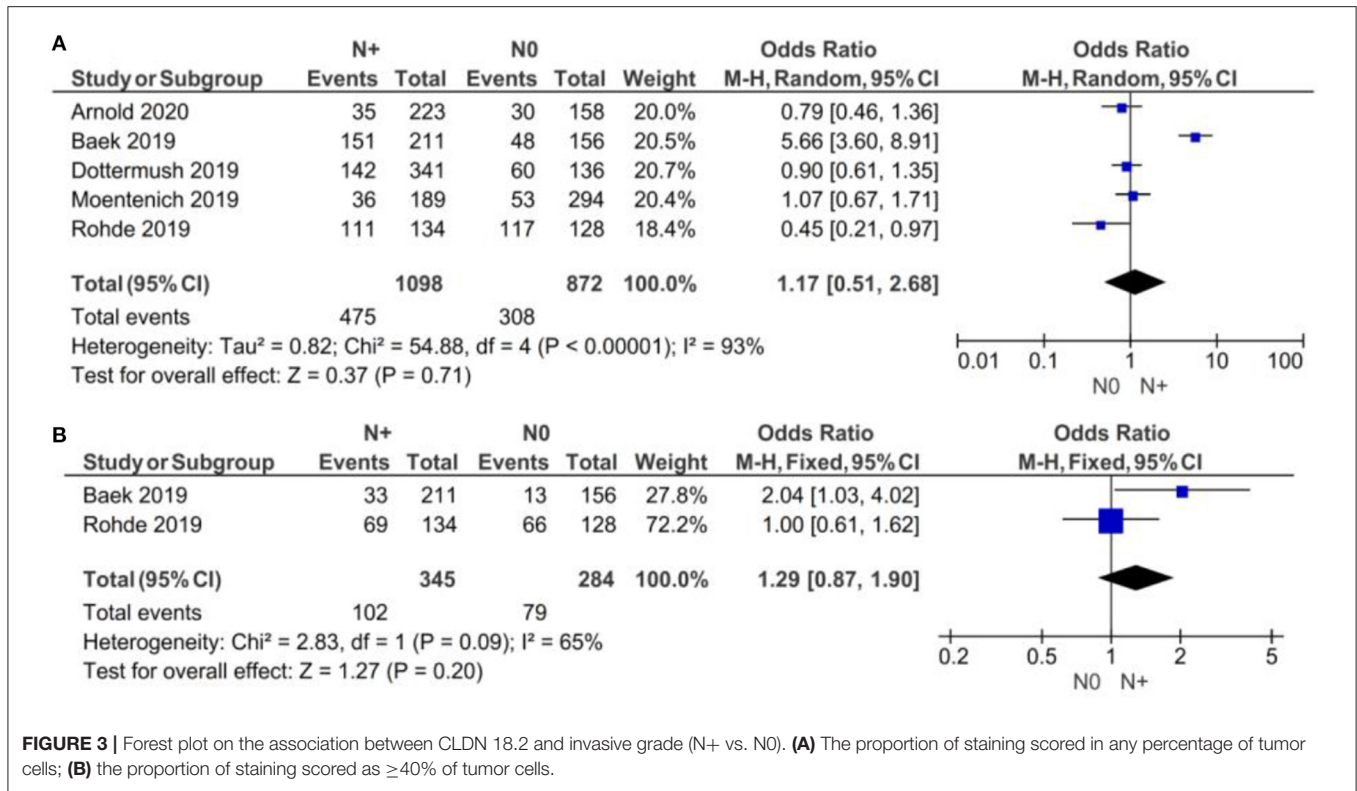 A
N+ N0 Odds Ratio Odds Ratio
Study or Subgroup Events Total Events Total Weight M-H, Random, 95% CI M-H, Random, 95% CI
Arnold 2020 35 223 30 158 20.0% 0.79 [0.46, 1.36]
Baek 2019 151 211 48 156 20.5% 5.66 [3.60, 8.91]
Dottermush 2019 142 341 60 136 20.7% 0.90 [0.61, 1.35]
Moentenich 2019 36 189 53 294 20.4% 1.07 [0.67, 1.71]
Rohde 2019 111 134 117 128 18.4% 0.45 [0.21, 0.97]
Total (95% CI) 1098 872 100.0% 1.17 [0.51, 2.68]
Total events 475 308
Heterogeneity: Tau² = 0.82; Chi² = 54.88, df = 4 (P < 0.00001); I² = 93%
Test for overall effect: Z = 0.37 (P = 0.71)
0.01 0.1 1 10 100
N0 N+
B
N+ N0 Odds Ratio Odds Ratio
Study or Subgroup Events Total Events Total Weight M-H, Fixed, 95% CI M-H, Fixed, 95% CI
Baek 2019 33 211 13 156 27.8% 2.04 [1.03, 4.02]
Rohde 2019 69 134 66 128 72.2% 1.00 [0.61, 1.62]
Total (95% CI) 345 284 100.0% 1.29 [0.87, 1.90]
Total events 102 79
Heterogeneity: Chi² = 2.83, df = 1 (P = 0.09); I² = 65%
Test for overall effect: Z = 1.27 (P = 0.20)
0.2 0.5 1 2 5
N0 N+
FIGURE 3 | Forest plot on the association between CLDN 18.2 and invasive grade (N+ vs. N0). (A) The proportion of staining scored in any percentage of tumor
cells; (B) the proportion of staining scored as ≥40% of tumor cells.